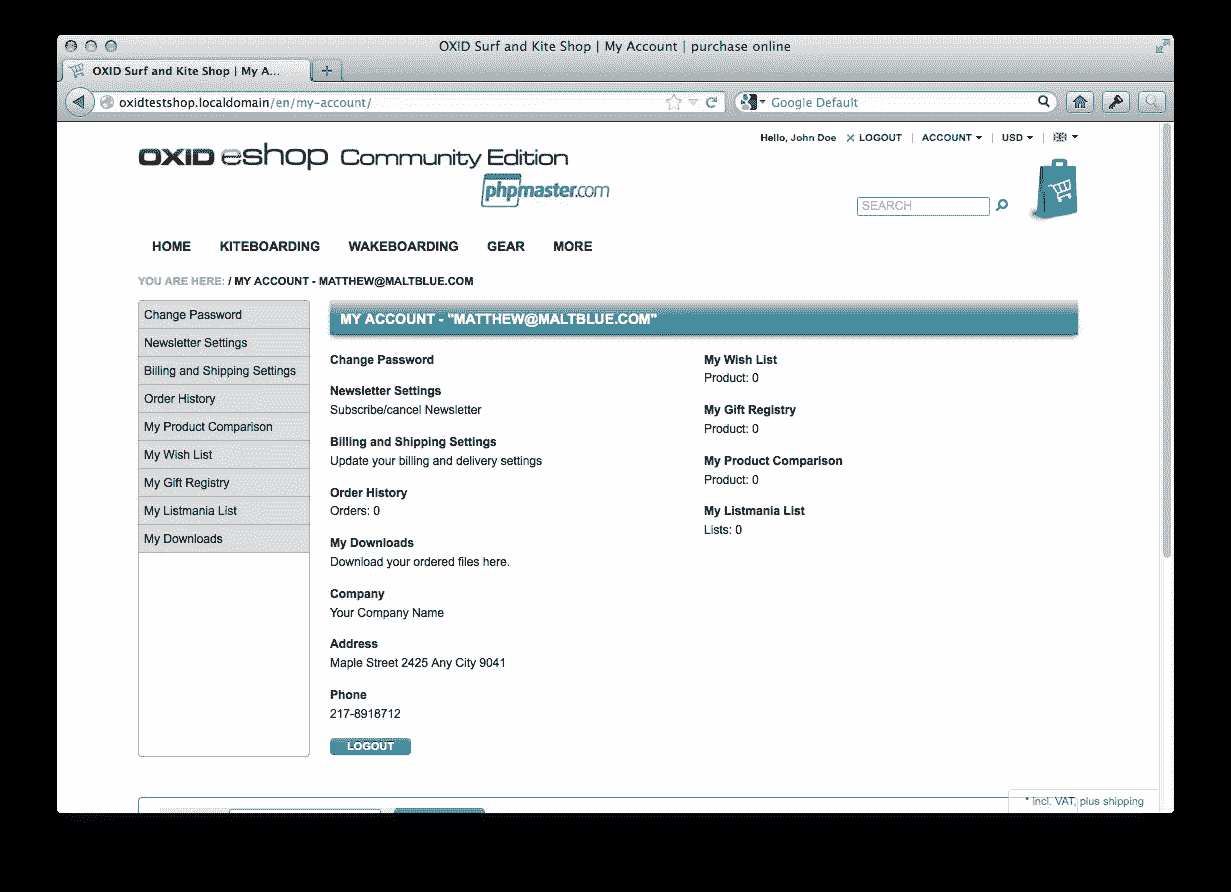 OXID Surf and Kite Shop | My Account | purchase online
OXID Surf and Kite Shop | My A...
oxidtestshop.localdomain/en/my-account/
Google Default
Hello, John Doe LOGOUT ACCOUNT USD
OXID eshop Community Edition
phpmaster.com
SEARCH
HOME KITEBOARDING WAKEBOARDING GEAR MORE
YOU ARE HERE: / MY ACCOUNT - MATTHEW@MALTBLUE.COM
Change Password
Newsletter Settings
Billing and Shipping Settings
Order History
My Product Comparison
My Wish List
My Gift Registry
My Listmania List
My Downloads
MY ACCOUNT - "MATTHEW@MALTBLUE.COM"
Change Password
Newsletter Settings
Subscribe/cancel Newsletter
Billing and Shipping Settings
Update your billing and delivery settings
Order History
Orders: 0
My Downloads
Download your ordered files here.
Company
Your Company Name
Address
Maple Street 2425 Any City 9041
Phone
217-8918712
LOGOUT
My Wish List
Product: 0
My Gift Registry
Product: 0
My Product Comparison
Product: 0
My Listmania List
Lists: 0
* incl. VAT, plus shipping